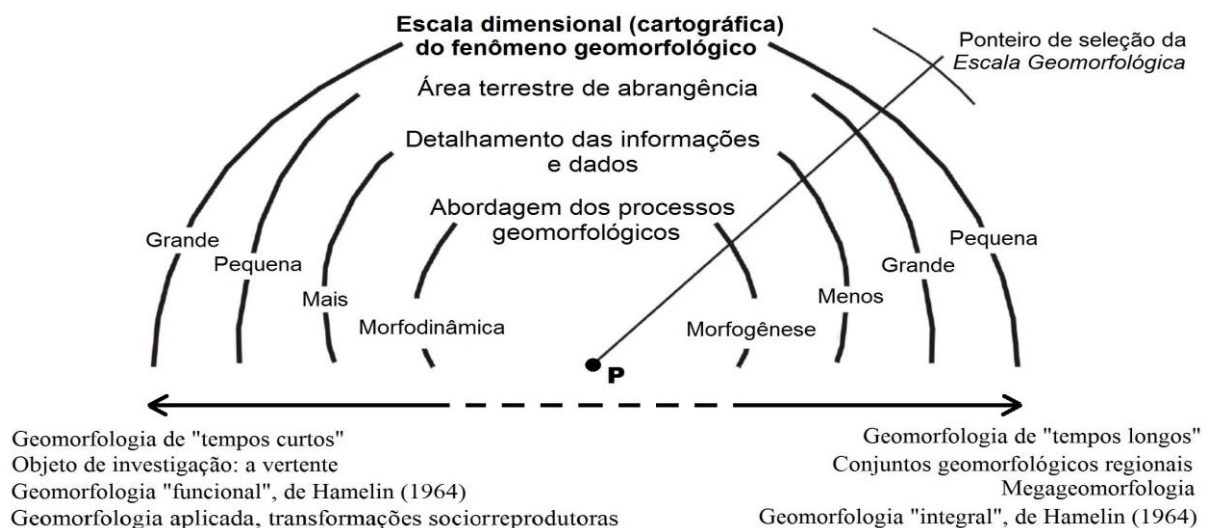 Escala dimensional (cartográfica)
do fenômeno geomorfológico
Ponteiro de seleção da
Escala Geomorfológica
Área terrestre de abrangência
Detalhamento das informações
e dados
Abordagem dos processos
geomorfológicos
Grande
Pequena
Mais
Morfodinâmica
Morfogênese
Menos
Grande
Pequena
P
Geomorfologia de "tempos curtos"
Objeto de investigação: a vertente
Geomorfologia "funcional", de Hamelin (1964)
Geomorfologia aplicada, transformações sociorreprodutoras
Geomorfologia de "tempos longos"
Conjuntos geomorfológicos regionais
Megageomorfologia
Geomorfologia "integral", de Hamelin (1964)